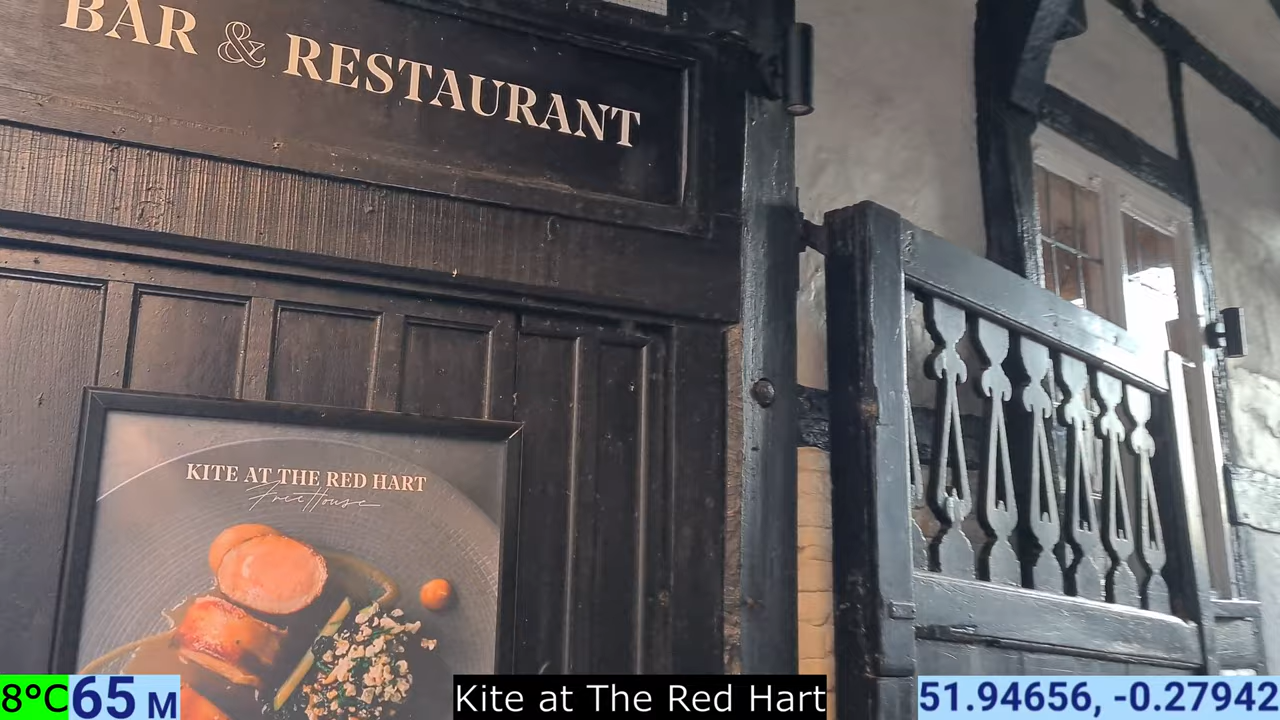 BAR & RESTAURANT
KITE AT THE RED HART
Free House
8°C 65 M
Kite at The Red Hart
51.94656, -0.27942